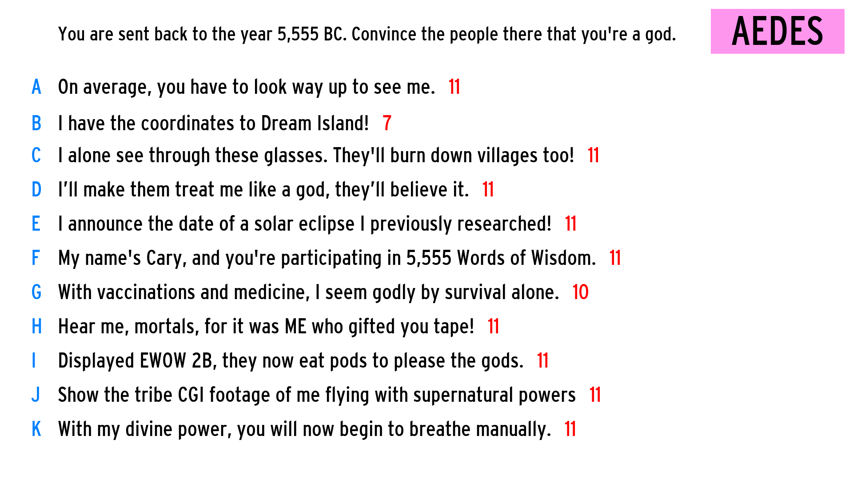 You are sent back to the year 5,555 BC. Convince the people there that you're a god.
AEDES
A On average, you have to look way up to see me. 11
B I have the coordinates to Dream Island! 7
C I alone see through these glasses. They'll burn down villages too! 11
D I’ll make them treat me like a god, they’ll believe it. 11
E I announce the date of a solar eclipse I previously researched! 11
F My name's Cary, and you're participating in 5,555 Words of Wisdom. 11
G With vaccinations and medicine, I seem godly by survival alone. 10
H Hear me, mortals, for it was ME who gifted you tape! 11
I Displayed EWOW 2B, they now eat pods to please the gods. 11
J Show the tribe CGI footage of me flying with supernatural powers 11
K With my divine power, you will now begin to breathe manually. 11